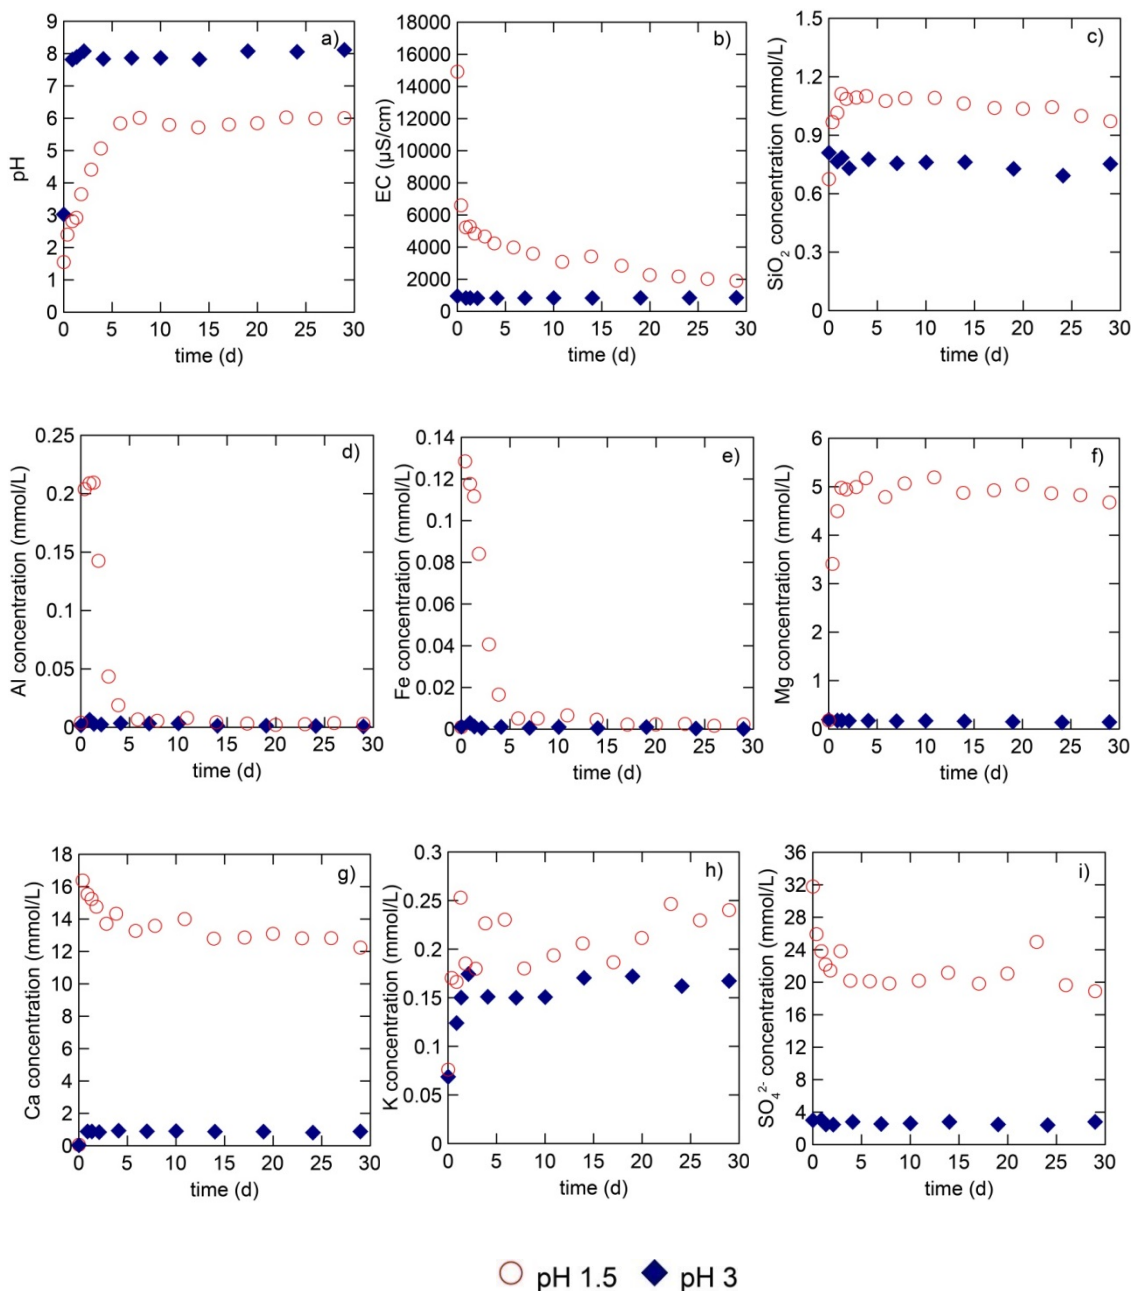 a)
9
8
7
6
5
4
3
2
1
0
pH
0 5 10 15 20 25 30
time (d)
b)
18000
16000
14000
12000
10000
8000
6000
4000
2000
0
EC (µS/cm)
0 5 10 15 20 25 30
time (d)
c)
1.5
1.2
0.9
0.6
0.3
0
SiO₂ concentration (mmol/L)
0 5 10 15 20 25 30
time (d)
d)
0.25
0.2
0.15
0.1
0.05
0
Al concentration (mmol/L)
0 5 10 15 20 25 30
time (d)
e)
0.14
0.12
0.1
0.08
0.06
0.04
0.02
0
Fe concentration (mmol/L)
0 5 10 15 20 25 30
time (d)
f)
6
5
4
3
2
1
0
Mg concentration (mmol/L)
0 5 10 15 20 25 30
time (d)
g)
18
16
14
12
10
8
6
4
2
0
Ca concentration (mmol/L)
0 5 10 15 20 25 30
time (d)
h)
0.3
0.25
0.2
0.15
0.1
0.05
0
K concentration (mmol/L)
0 5 10 15 20 25 30
time (d)
i)
36
32
28
24
20
16
12
8
4
0
SO₄²⁻ concentration (mmol/L)
0 5 10 15 20 25 30
time (d)
pH 1.5 pH 3